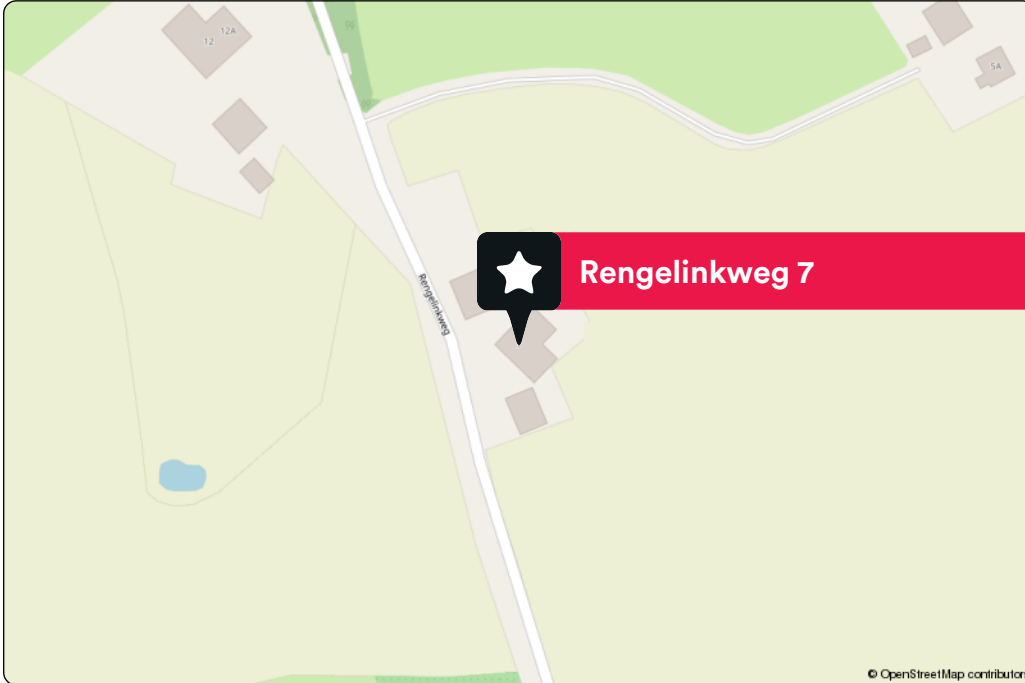 12A
12
5A
Rengelinkweg 7
Rengelinkweg
© OpenStreetMap contributors